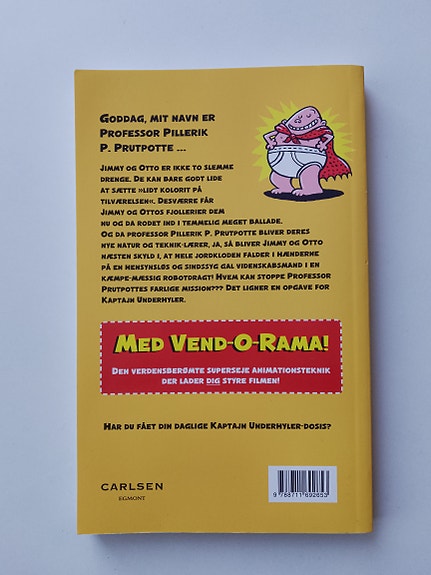 Goddag, mit navn er
Professor Pillerik
P. Prutpotte ...
Jimmy og Otto er ikke to slemme
drenge. De kan bare godt lide
at sætte »lidt kolorit på
tilværelsen«. Desværre får
Jimmy og Ottos fjollerier dem
nu og da rodet ind i temmelig meget ballade.
Og da professor Pillerik P. Prutpotte bliver deres
nye natur og teknik-lærer, ja, så bliver Jimmy og Otto
næsten skyld i, at hele jordkloden falder i hænderne
på en hensynsløs og sindssyg gal videnskabsmand i en
kæmpe-mæssig robotdragt! Hvem kan stoppe Professor
Prutpottes farlige mission??? Det ligner en opgave for
Kaptajn Underhyler.
Med Vend-O-Rama!
Den verdensberømte superseje animationsteknik
der lader dig styre filmen!
Har du fået din daglige Kaptajn Underhyler-dosis?
CARLSEN
EGMONT
9 788711 692653